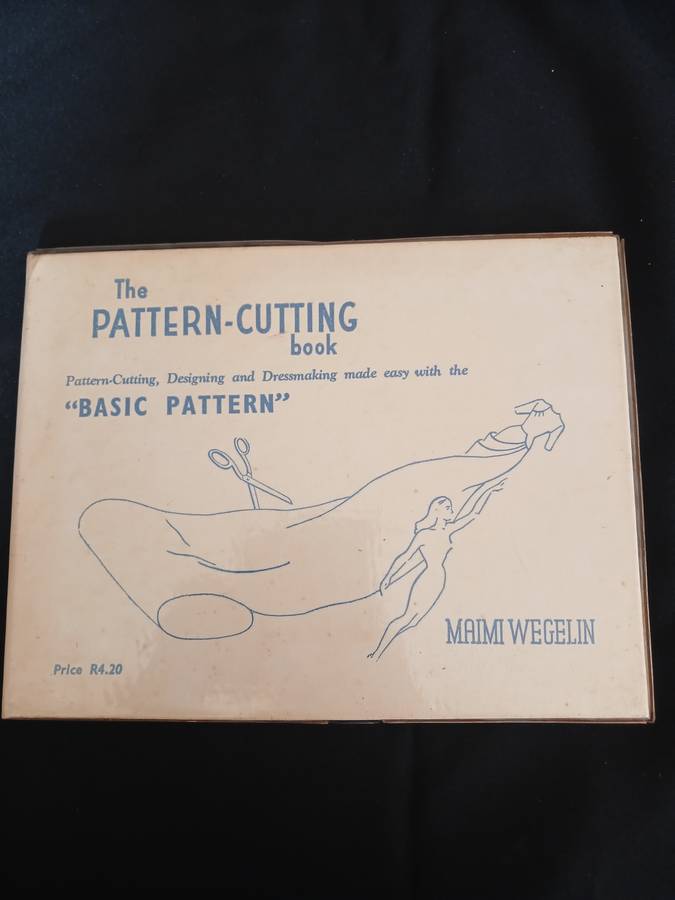 The
PATTERN-CUTTING
book
Pattern-Cutting, Designing and Dressmaking made easy with the
“BASIC PATTERN”
MAIMI WEGELIN
Price R4.20